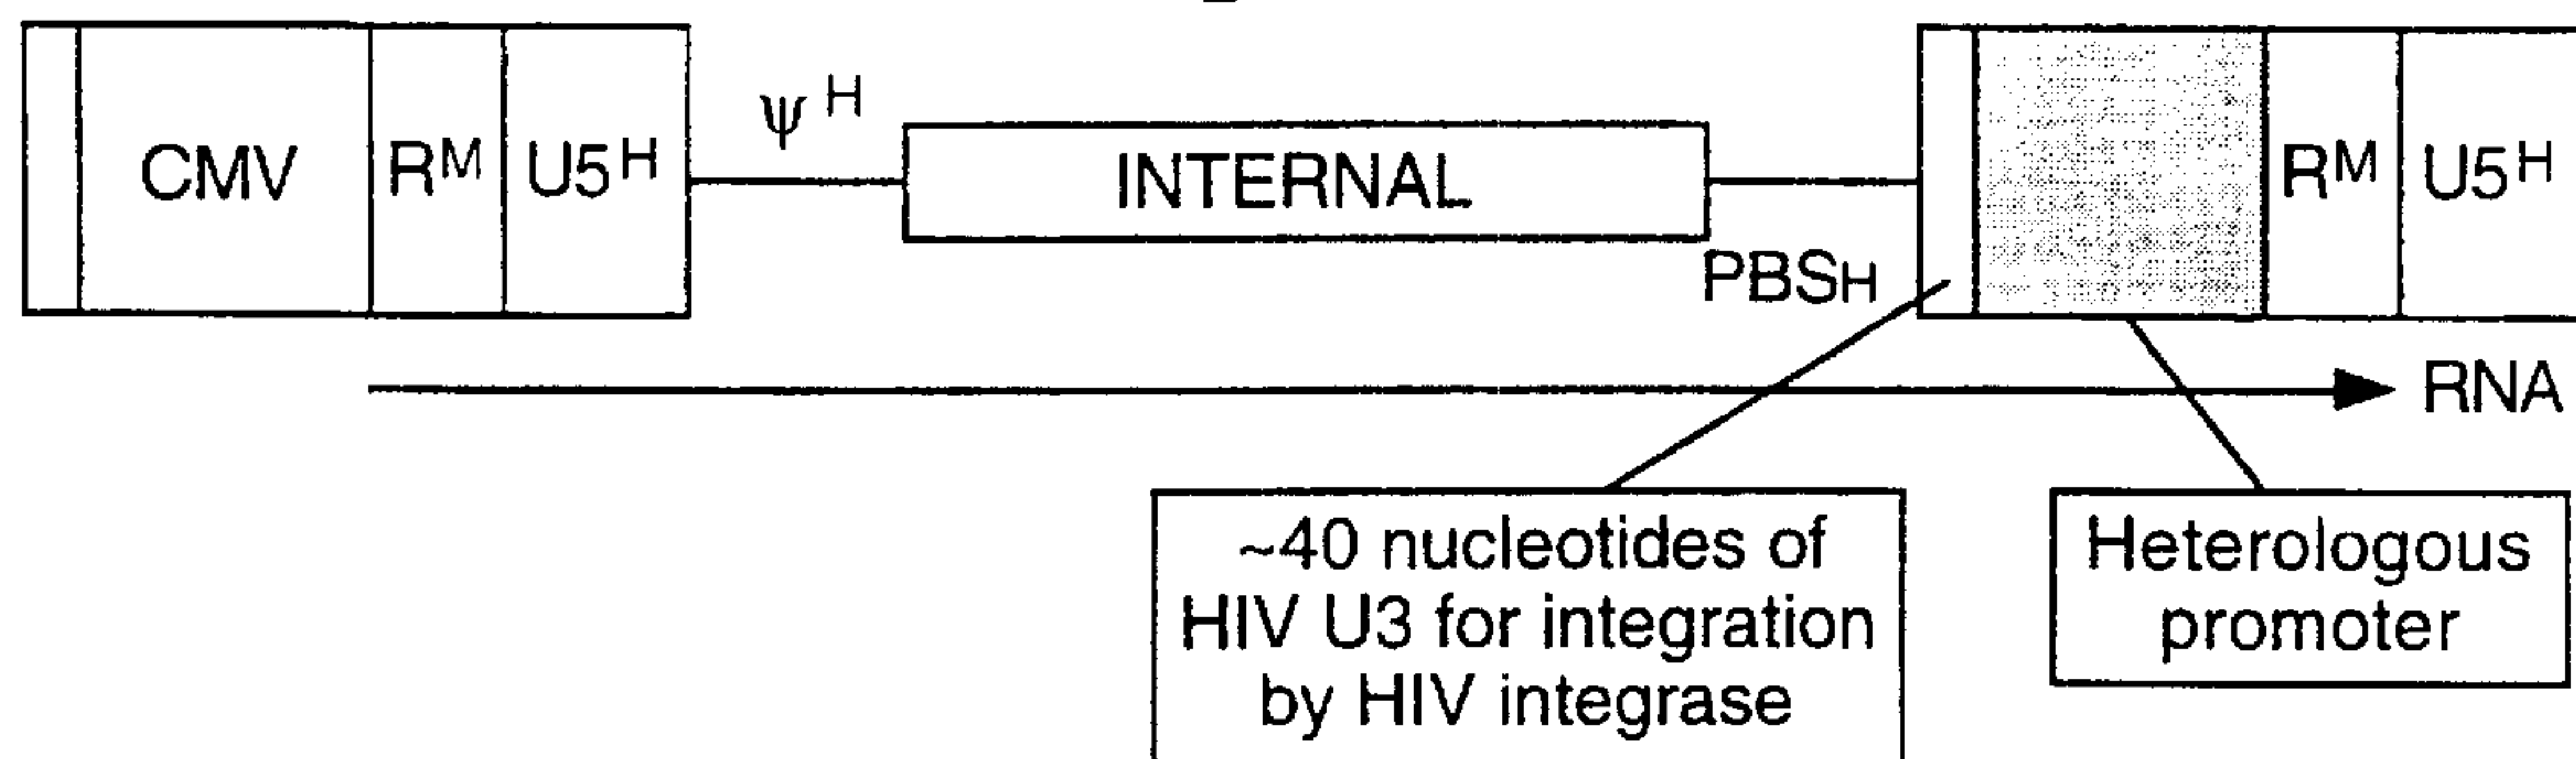 CMV
R^M
U5^H
ψ^H
INTERNAL
PBS_H
R^M
U5^H
RNA
~40 nucleotides of
HIV U3 for integration
by HIV integrase
Heterologous
promoter